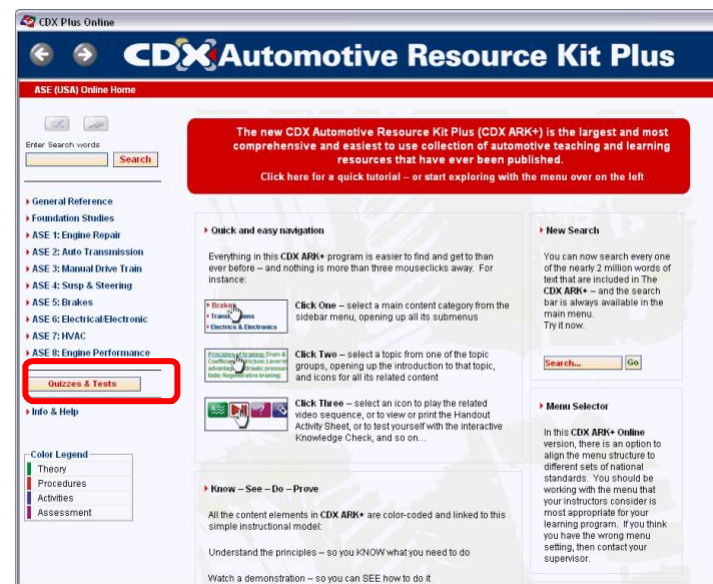 CDX Plus Online
CDX Automotive Resource Kit Plus
ASE (USA) Online Home
Enter Search words
Search
General Reference
Foundation Studies
ASE 1: Engine Repair
ASE 2: Auto Transmission
ASE 3: Manual Drive Train
ASE 4: Susp & Steering
ASE 5: Brakes
ASE 6: Electrical/Electronic
ASE 7: HVAC
ASE 8: Engine Performance
Quizzes & Tests
Info & Help
Color Legend
Theory
Procedures
Activities
Assessment
The new CDX Automotive Resource Kit Plus (CDX ARK+) is the largest and most
comprehensive and easiest to use collection of automotive teaching and learning
resources that have ever been published.
Click here for a quick tutorial – or start exploring with the menu over on the left
Quick and easy navigation
Everything in this CDX ARK+ program is easier to find and get to than
ever before – and nothing is more than three mouseclicks away. For
instance:
Brakes
Electrics & Electronics
Click One – select a main content category from the
sidebar menu, opening up all its submenus
Click Two – select a topic from one of the topic
groups, opening up the introduction to that topic,
and icons for all its related content
Click Three – select an icon to play the related
video sequence, or to view or print the Handout
Activity Sheet, or to test yourself with the interactive
Knowledge Check, and so on...
Know – See – Do – Prove
All the content elements in CDX ARK+ are color-coded and linked to this
simple instructional model:
Understand the principles – so you KNOW what you need to do
Watch a demonstration – so you can SEE how to do it
New Search
You can now search every one
of the nearly 2 million words of
text that are included in The
CDX ARK+ – and the search
bar is always available in the
main menu.
Try it now.
Search...
Go
Menu Selector
In this CDX ARK+ Online
version, there is an option to
align the menu structure to
different sets of national
standards. You should be
working with the menu that
your instructors consider is
most appropriate for your
learning program. If you think
you have the wrong menu
setting, then contact your
supervisor.